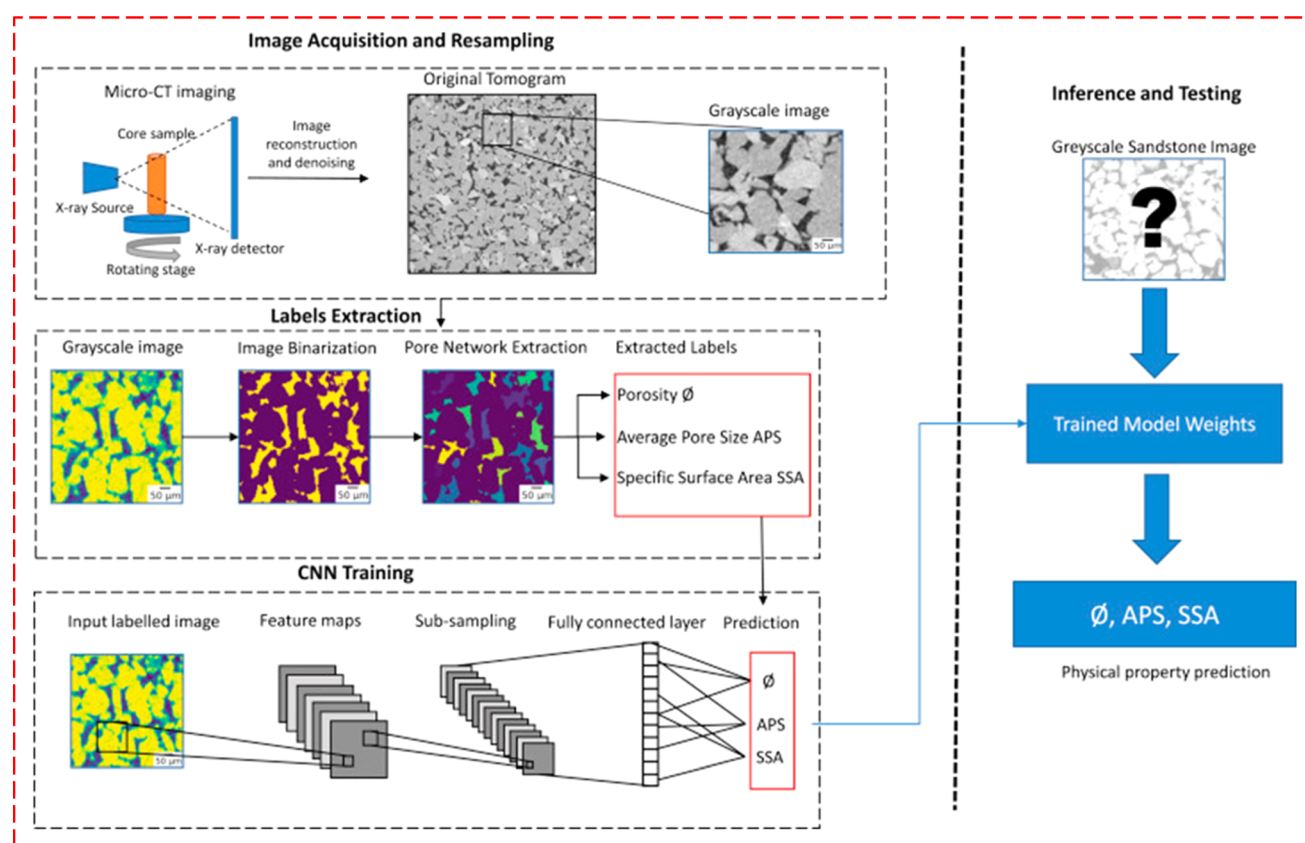 Image Acquisition and Resampling
Micro-CT imaging
Core sample
X-ray Source
X-ray detector
Rotating stage
Image
reconstruction
and denoising
Original Tomogram
Grayscale image
50 µm
Labels Extraction
Grayscale image
50 µm
Image Binarization
50 µm
Pore Network Extraction
50 µm
Extracted Labels
Porosity Ø
Average Pore Size APS
Specific Surface Area SSA
CNN Training
Input labelled image
50 µm
Feature maps
Sub-sampling
Fully connected layer
Prediction
Ø
APS
SSA
Inference and Testing
Greyscale Sandstone Image
?
Trained Model Weights
Ø, APS, SSA
Physical property prediction